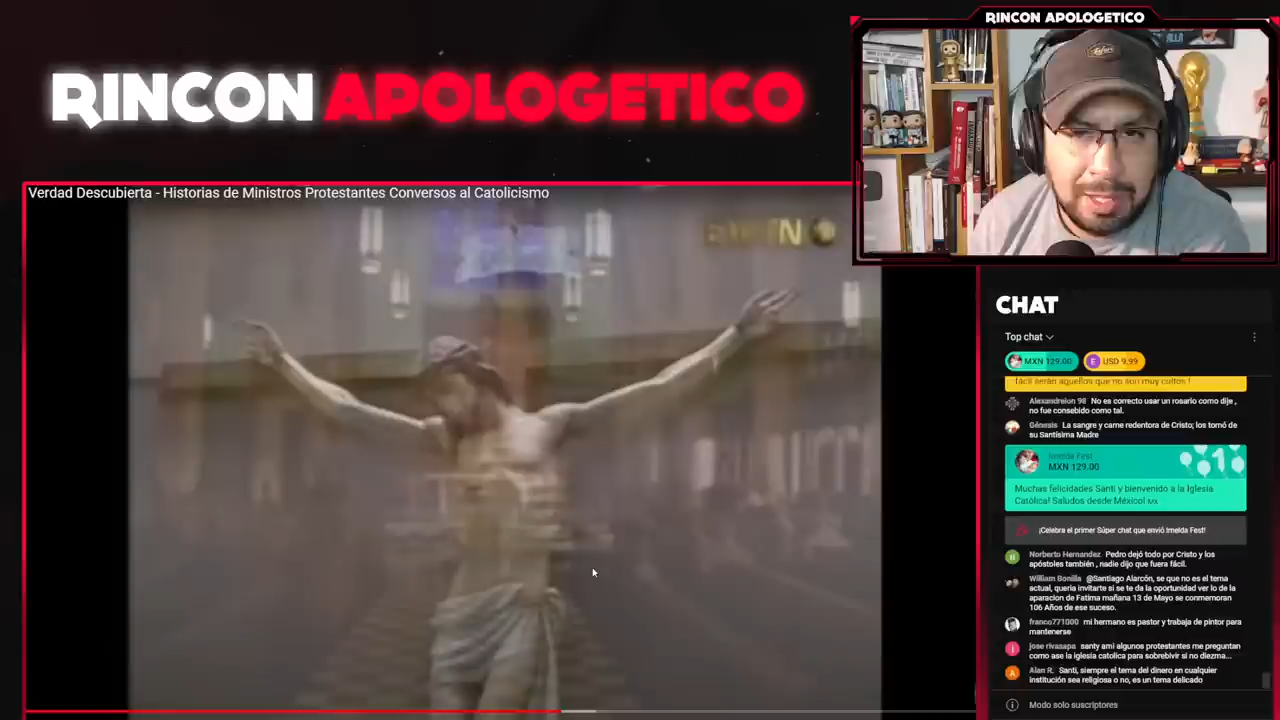 RINCON APOLOGETICO
RINCON APOLOGETICO
Verdad Descubierta - Historias de Ministros Protestantes Conversos al Catolicismo
CHAT
Top chat
MXN 129.00
E USD 9.99
fácil serán aquellos que no son muy cultos !
Alexandreion 98 No es correcto usar un rosario como dije ,
no fue consebido como tal.
Génesis La sangre y carne redentora de Cristo; los tomó de
su Santísima Madre
Imelda Fest
MXN 129.00
Muchas felicidades Santi y bienvenido a la Iglesia
Católica! Saludos desde México! MX
¡Celebra el primer Súper chat que envió Imelda Fest!
Norberto Hernandez Pedro dejó todo por Cristo y los
apóstoles también , nadie dijo que fuera fácil.
William Bonilla @Santiago Alarcón, se que no es el tema
actual, queria invitarte si se te da la oportunidad ver lo de la
aparacion de Fatima mañana 13 de Mayo se conmemoran
106 Años de ese suceso.
franco771000 mi hermano es pastor y trabaja de pintor para
mantenerse
jose rivasapa santy ami algunos protestantes me preguntan
como ase la iglesia catolica para sobrebivir si no diezma...
Alan R. Santi, siempre el tema del dinero en cualquier
institución sea religiosa o no, es un tema delicado
Modo solo suscriptores